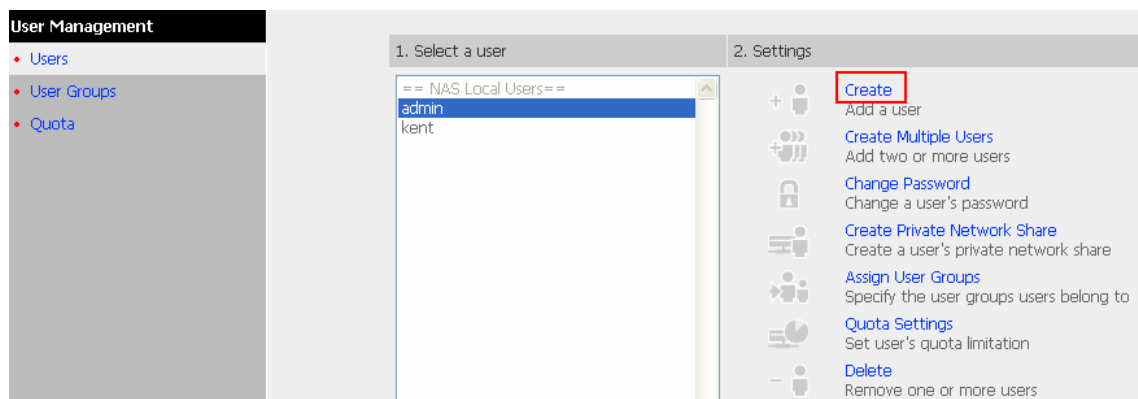 User Management
• Users
• User Groups
• Quota
1. Select a user
== NAS Local Users==
admin
kent
2. Settings
Create
Add a user
Create Multiple Users
Add two or more users
Change Password
Change a user's password
Create Private Network Share
Create a user's private network share
Assign User Groups
Specify the user groups users belong to
Quota Settings
Set user's quota limitation
Delete
Remove one or more users